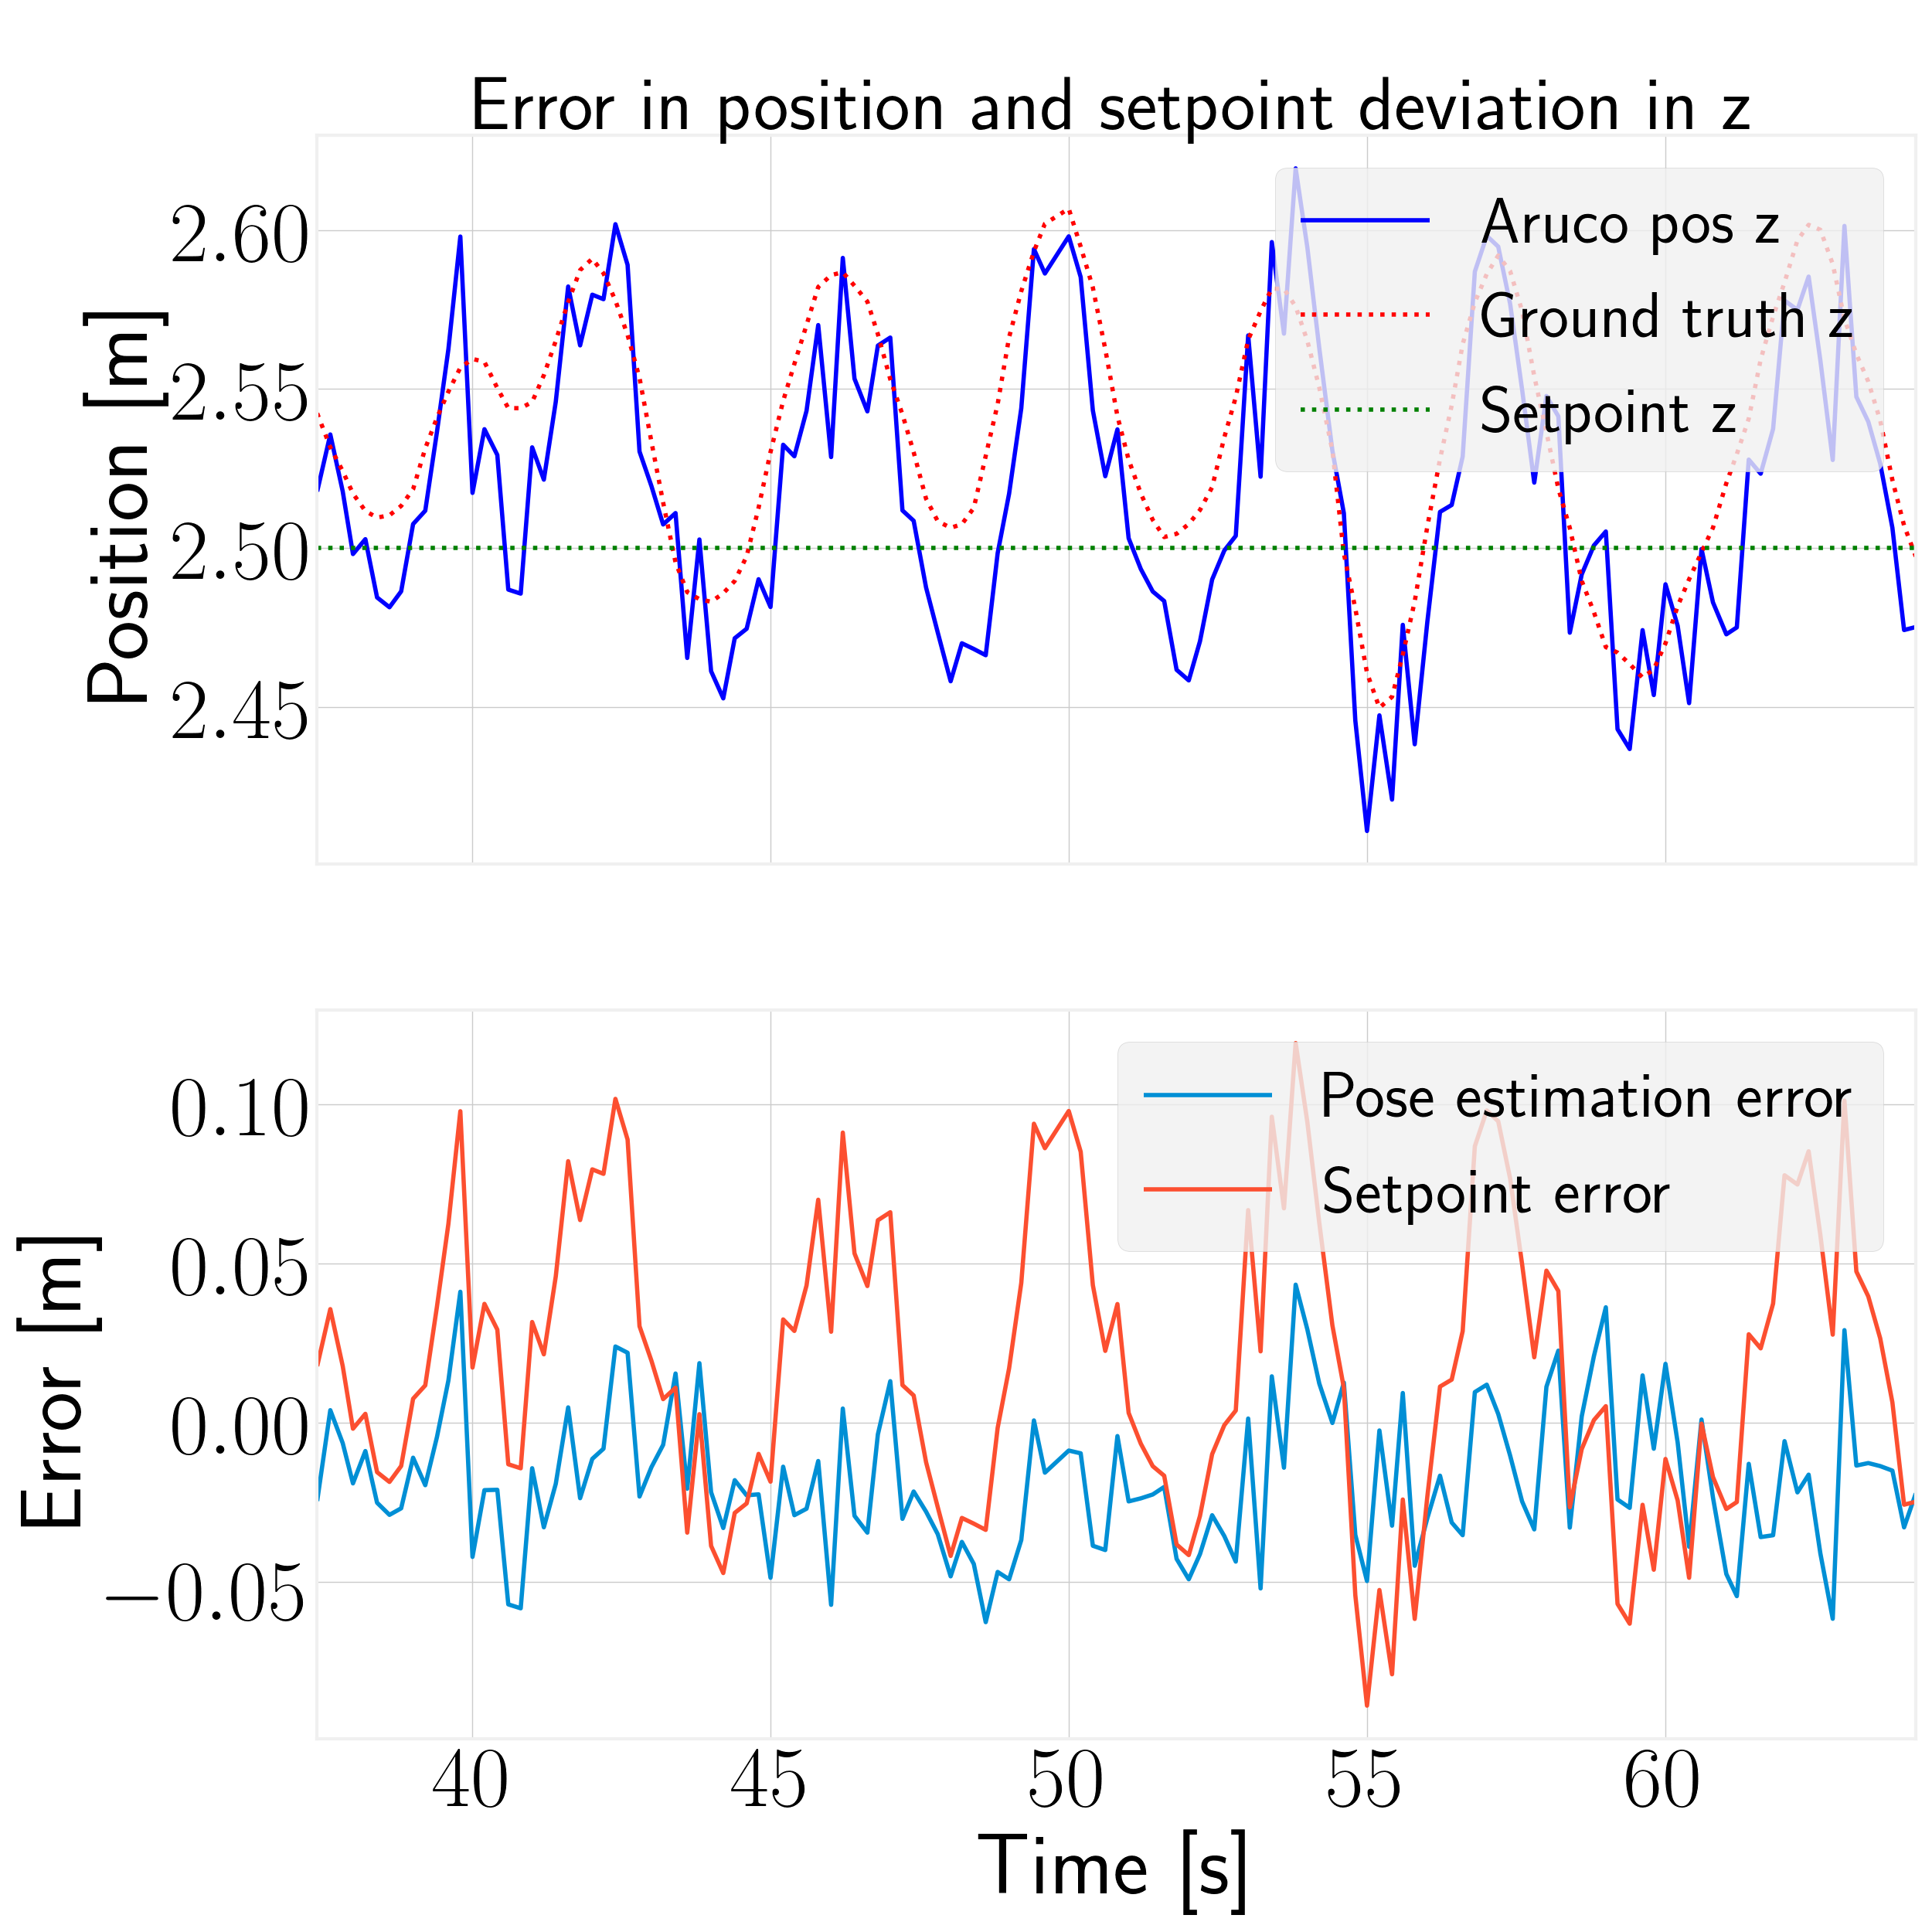 Error in position and setpoint deviation in z
Position [m]
2.60
2.55
2.50
2.45
Aruco pos z
Ground truth z
Setpoint z
Error [m]
0.10
0.05
0.00
−0.05
Pose estimation error
Setpoint error
40 45 50 55 60
Time [s]